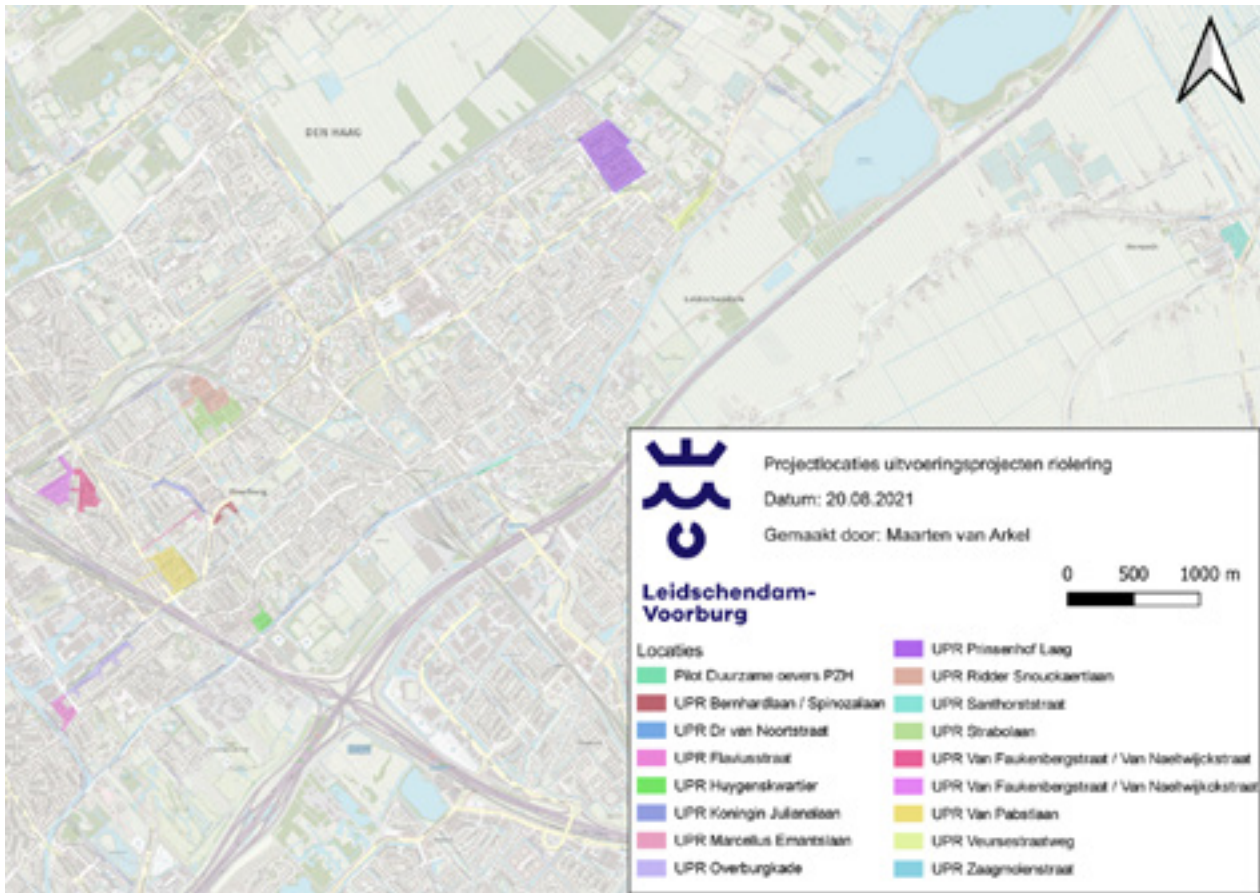 DEN HAAG
Leidschendam
Voorburg
Projectlocaties uitvoeringsprojecten riolering
Datum: 20.08.2021
Gemaakt door: Maarten van Arkel
0 500 1000 m
Leidschendam-
Voorburg
Locaties
Pilot Duurzame oevers PZH
UPR Bernhardlaan / Spinozalaan
UPR Dr van Noortstraat
UPR Flaviusstraat
UPR Huygenskwartier
UPR Koningin Julianalaan
UPR Marcellus Emantslaan
UPR Overburgkade
UPR Prinsenhof Laag
UPR Ridder Snouckaertlaan
UPR Santhorststraat
UPR Strabolaan
UPR Van Faukenbergstraat / Van Naeltwijckstraat
UPR Van Faukenbergstraat / Van Naeltwijkckstraat
UPR Van Pabstlaan
UPR Veursestraatweg
UPR Zaagmolenstraat